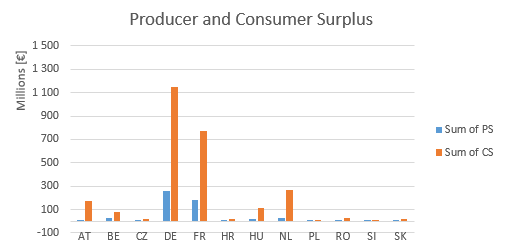 Producer and Consumer Surplus
Millions [€]
1 500
1 300
1 100
900
700
500
300
100
-100
AT BE CZ DE FR HR HU NL PL RO SI SK
Sum of PS
Sum of CS